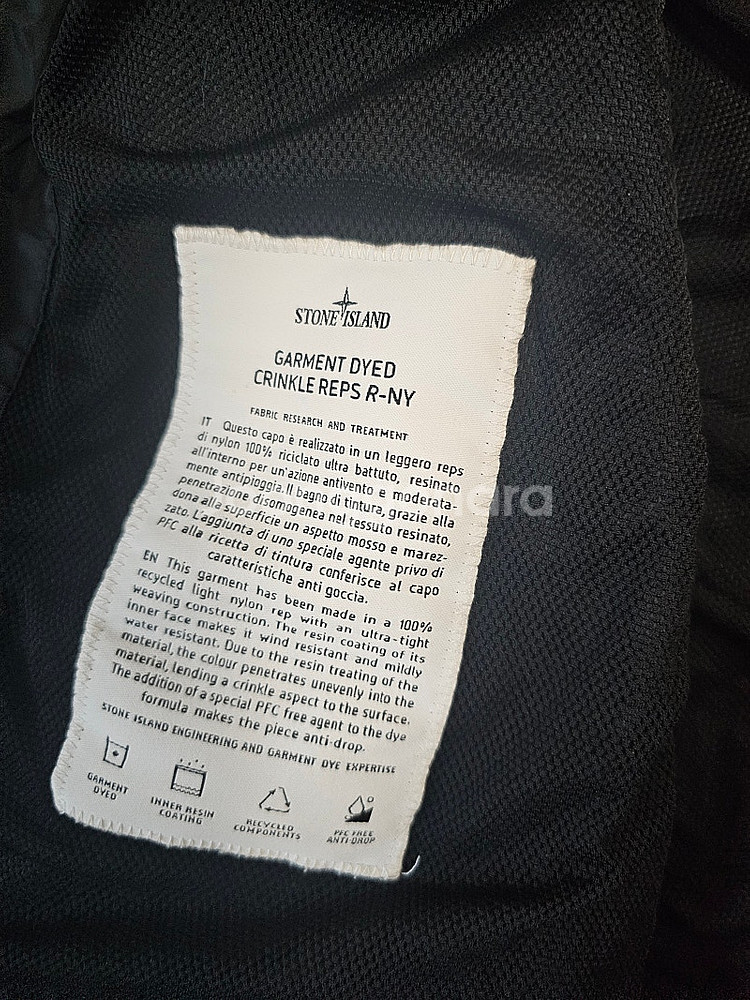 STONE ISLAND
GARMENT DYED
CRINKLE REPS R-NY
FABRIC RESEARCH AND TREATMENT
IT Questo capo è realizzato in un leggero reps
di nylon 100% riciclato ultra battuto, resinato
all'interno per un'azione antivento e moderata-
mente antipioggia. Il bagno di tintura, grazie alla
penetrazione disomogenea nel tessuto resinato,
dona alla superficie un aspetto mosso e marez-
zato. L'aggiunta di uno speciale agente privo di
PFC alla ricetta di tintura conferisce al capo
caratteristiche anti goccia.
EN This garment has been made in a 100%
recycled light nylon rep with an ultra-tight
weaving construction. The resin coating of its
inner face makes it wind resistant and mildly
water resistant. Due to the resin treating of the
material, the colour penetrates unevenly into the
material, lending a crinkle aspect to the surface.
The addition of a special PFC free agent to the dye
formula makes the piece anti-drop.
STONE ISLAND ENGINEERING AND GARMENT DYE EXPERTISE
GARMENT
DYED
INNER RESIN
COATING
RECYCLED
COMPONENTS
PFC FREE
ANTI-DROP